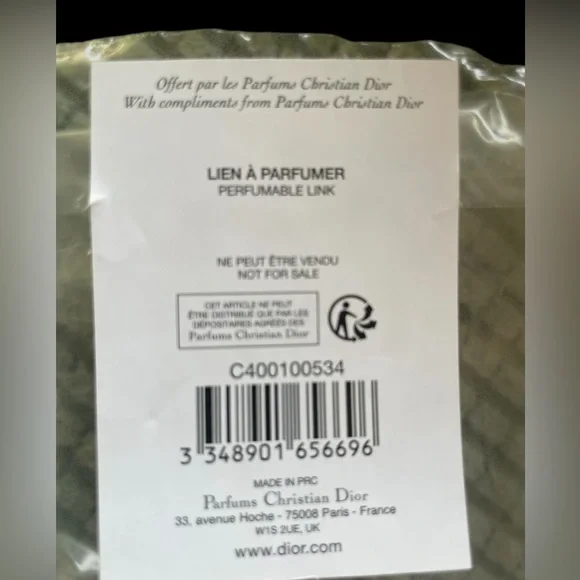 Offert par les Parfums Christian Dior
With compliments from Parfums Christian Dior
LIEN À PARFUMER
PERFUMABLE LINK
NE PEUT ÊTRE VENDU
NOT FOR SALE
CET ARTICLE NE PEUT
ÊTRE DISTRIBUÉ QUE PAR LES
DÉPOSITAIRES AGRÉÉS DES
Parfums Christian Dior
C400100534
3 348901 656696
MADE IN PRC
Parfums Christian Dior
33, avenue Hoche - 75008 Paris - France
W1S 2UE, UK
www.dior.com